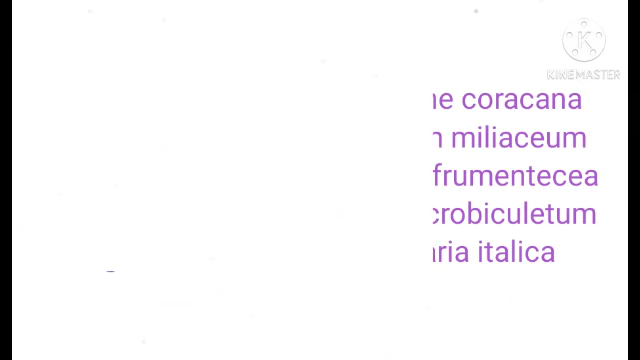 KINEMASTER
ne coracana
n miliaceum
frumentecea
crobiculetum
aria italica